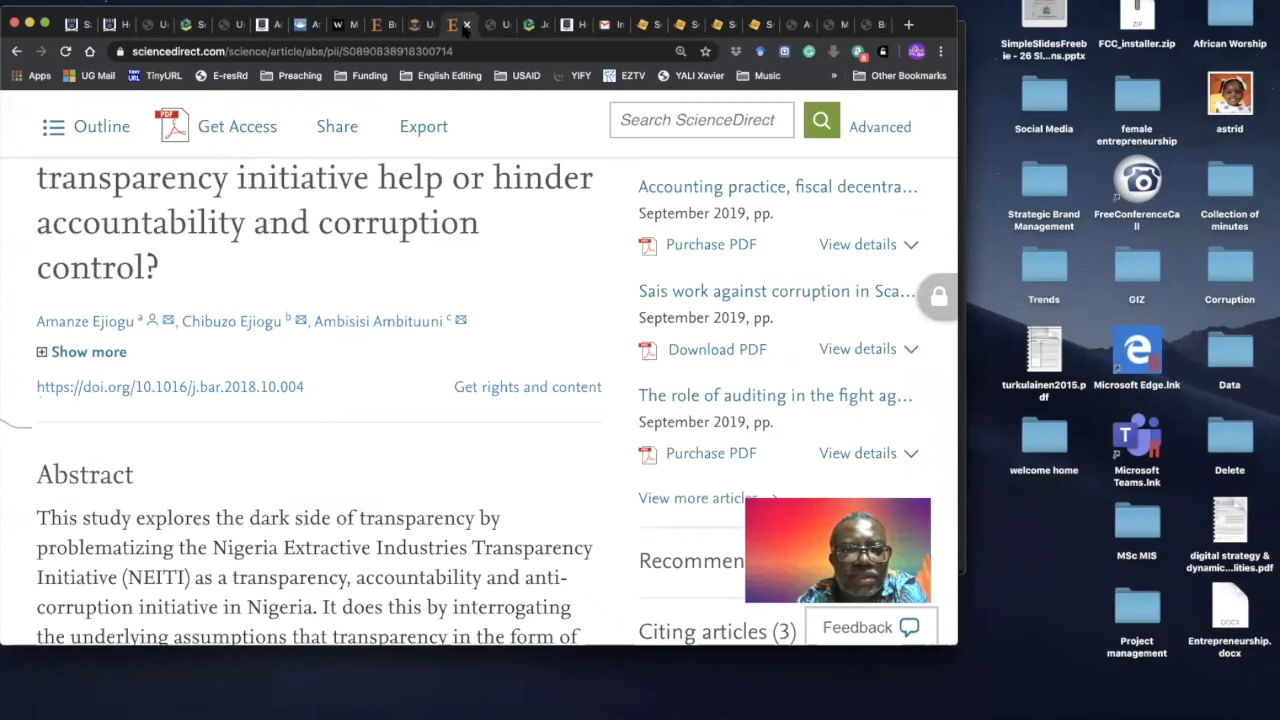 S
H
U
S
U
A
A
W
M
B
U
E
U
J
H
In
S
S
S
S
A
M
B
sciencedirect.com/science/article/abs/pii/S0890838918300714
Apps
UG Mail
TinyURL
E-resRd
Preaching
Funding
English Editing
USAID
YIFY
EZTV
YALI Xavier
Music
»
Other Bookmarks
Outline
PDF
Get Access
Share
Export
Search ScienceDirect
Advanced
transparency initiative help or hinder
accountability and corruption
control?
Amanze Ejiogu a, Chibuzo Ejiogu b, Ambisisi Ambituuni c
Show more
https://doi.org/10.1016/j.bar.2018.10.004
Get rights and content
Abstract
This study explores the dark side of transparency by
problematizing the Nigeria Extractive Industries Transparency
Initiative (NEITI) as a transparency, accountability and anti-
corruption initiative in Nigeria. It does this by interrogating
the underlying assumptions that transparency in the form of
Accounting practice, fiscal decentra...
September 2019, pp.
Purchase PDF
View details
Sais work against corruption in Sca...
September 2019, pp.
Download PDF
View details
The role of auditing in the fight ag...
September 2019, pp.
Purchase PDF
View details
View more articles
Recommen
Citing articles (3)
Feedback
SimpleSlidesFreeb
ie - 26 Sl...ns.pptx
ZIP
FCC_installer.zip
African Worship
Social Media
female
entrepreneurship
astrid
Strategic Brand
Management
FreeConferenceCa
ll
Collection of
minutes
Trends
GIZ
Corruption
turkulainen2015.p
df
Microsoft Edge.lnk
Data
welcome home
Microsoft
Teams.lnk
Delete
MSc MIS
digital strategy &
dynamic...lities.pdf
Project
management
DOCX
Entrepreneurship.
docx